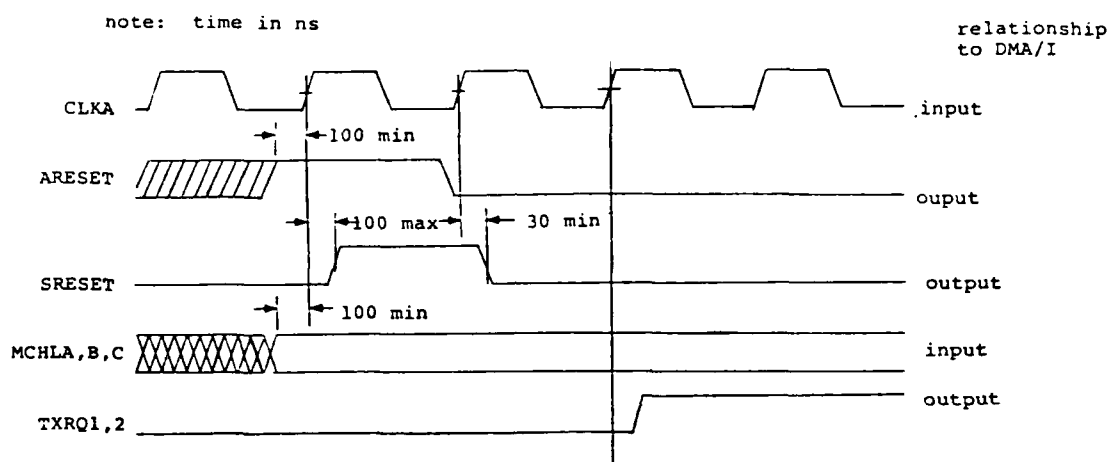 note: time in ns
relationship
to DMA/I
CLKA
.input
100 min
ARESET
ouput
100 max
30 min
SRESET
output
100 min
MCHLA,B,C
input
output
TXRQ1,2